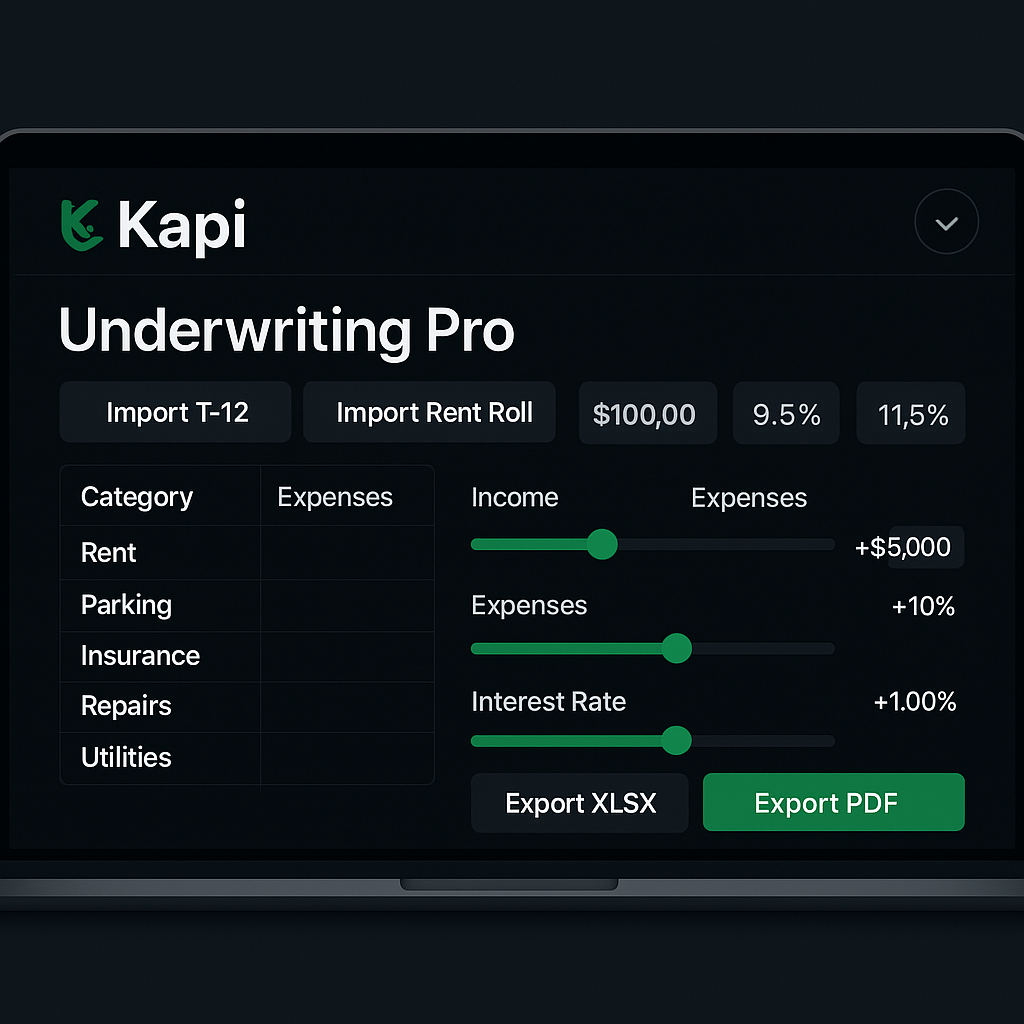 Kapi
Underwriting Pro
Import T-12 Import Rent Roll $100,00 9.5% 11,5%
Category Expenses
Rent
Parking
Insurance
Repairs
Utilities
Income Expenses
+$5,000
Expenses +10%
Interest Rate +1.00%
Export XLSX Export PDF